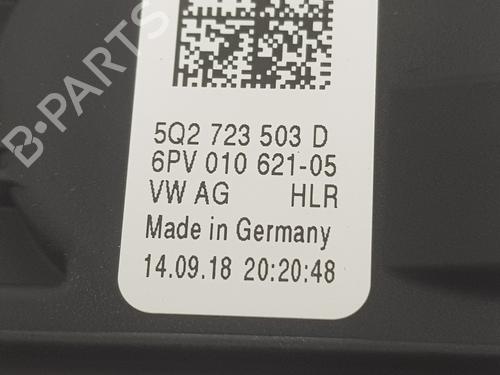 B-PARTS
5Q2 723 503 D
6PV 010 621-05
VW AG HLR
Made in Germany
14.09.18 20:20:48